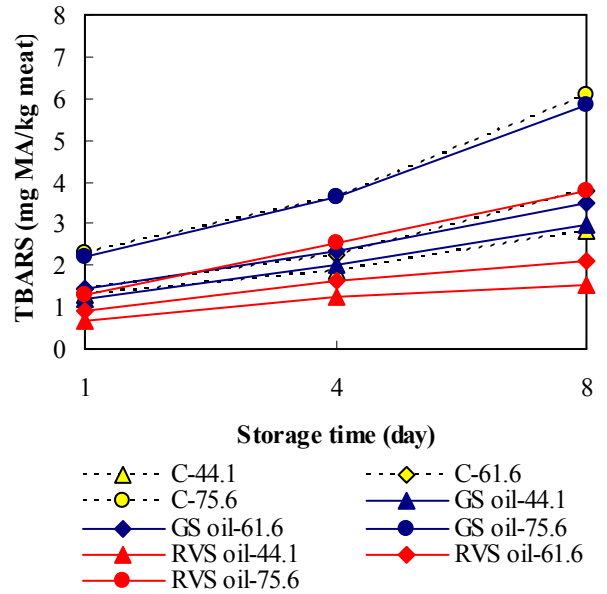 8
7
6
5
4
3
2
1
0
TBARS (mg MA/kg meat)
1 4 8
Storage time (day)
C-44.1 C-61.6
C-75.6 GS oil-44.1
GS oil-61.6 GS oil-75.6
RVS oil-44.1 RVS oil-61.6
RVS oil-75.6